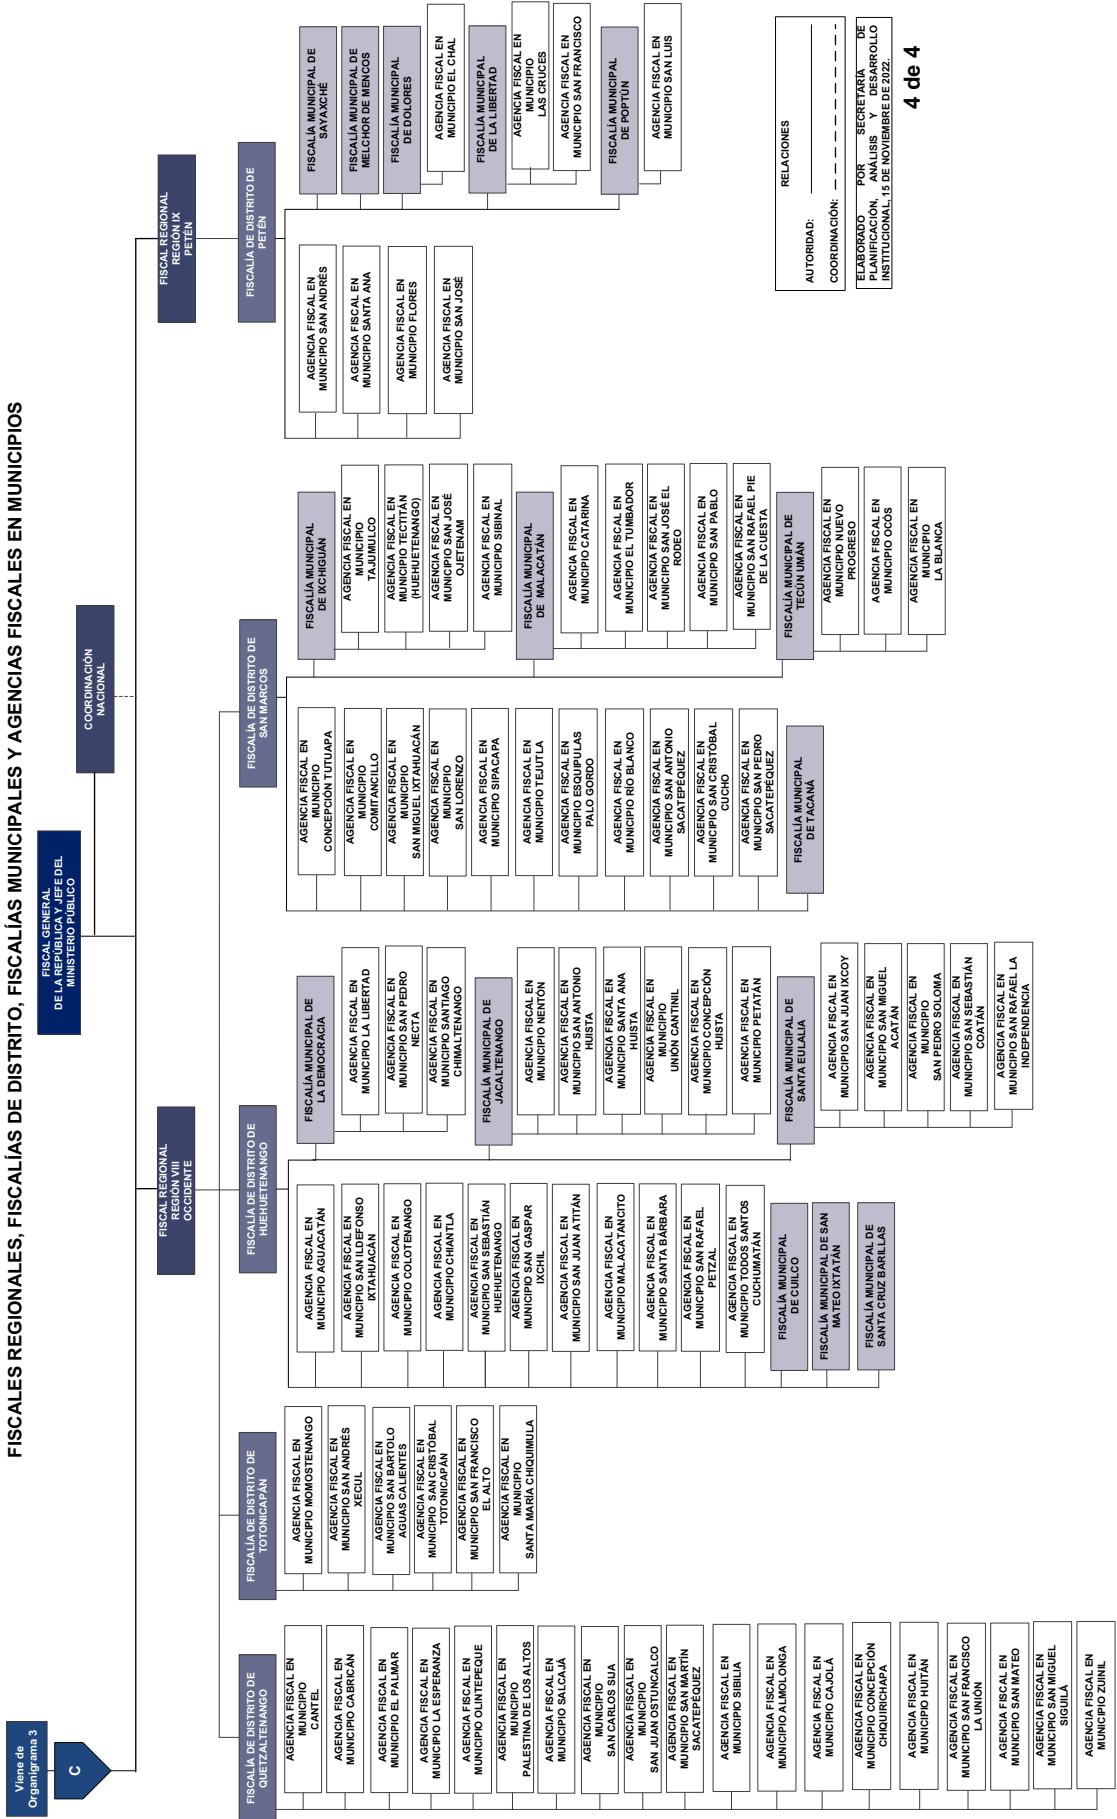 FISCALES REGIONALES, FISCALÍAS DE DISTRITO, FISCALÍAS MUNICIPALES Y AGENCIAS FISCALES EN MUNICIPIOS
Viene de
Organigrama 3
C
FISCAL GENERAL
DE LA REPÚBLICA Y JEFE DEL
MINISTERIO PÚBLICO
COORDINACIÓN
NACIONAL
FISCAL REGIONAL
REGIÓN VIII
OCCIDENTE
FISCAL REGIONAL
REGIÓN IX
PETÉN
FISCALÍA DE DISTRITO DE
QUETZALTENANGO
AGENCIA FISCAL EN
MUNICIPIO
CANTEL
AGENCIA FISCAL EN
MUNICIPIO CABRICÁN
AGENCIA FISCAL EN
MUNICIPIO EL PALMAR
AGENCIA FISCAL EN
MUNICIPIO LA ESPERANZA
AGENCIA FISCAL EN
MUNICIPIO OLINTEPEQUE
AGENCIA FISCAL EN
MUNICIPIO
PALESTINA DE LOS ALTOS
AGENCIA FISCAL EN
MUNICIPIO SALCAJÁ
AGENCIA FISCAL EN
MUNICIPIO
SAN CARLOS SIJA
AGENCIA FISCAL EN
MUNICIPIO
SAN JUAN OSTUNCALCO
AGENCIA FISCAL EN
MUNICIPIO SAN MARTÍN
SACATEPÉQUEZ
AGENCIA FISCAL EN
MUNICIPIO SIBILIA
AGENCIA FISCAL EN
MUNICIPIO ALMOLONGA
AGENCIA FISCAL EN
MUNICIPIO CAJOLÁ
AGENCIA FISCAL EN
MUNICIPIO CONCEPCIÓN
CHIQUIRICHAPA
AGENCIA FISCAL EN
MUNICIPIO HUITÁN
AGENCIA FISCAL EN
MUNICIPIO SAN FRANCISCO
LA UNIÓN
AGENCIA FISCAL EN
MUNICIPIO SAN MATEO
AGENCIA FISCAL EN
MUNICIPIO SAN MIGUEL
SIGUILÁ
AGENCIA FISCAL EN
MUNICIPIO ZUNIL
FISCALÍA DE DISTRITO DE
TOTONICAPÁN
AGENCIA FISCAL EN
MUNICIPIO MOMOSTENANGO
AGENCIA FISCAL EN
MUNICIPIO SAN ANDRÉS
XECUL
AGENCIA FISCAL EN
MUNICIPIO SAN BARTOLO
AGUAS CALIENTES
AGENCIA FISCAL EN
MUNICIPIO SAN CRISTÓBAL
TOTONICAPÁN
AGENCIA FISCAL EN
MUNICIPIO SAN FRANCISCO
EL ALTO
AGENCIA FISCAL EN
MUNICIPIO
SANTA MARÍA CHIQUIMULA
FISCALÍA DE DISTRITO DE
HUEHUETENANGO
AGENCIA FISCAL EN
MUNICIPIO AGUACATÁN
AGENCIA FISCAL EN
MUNICIPIO SAN ILDEFONSO
IXTAHUACÁN
AGENCIA FISCAL EN
MUNICIPIO COLOTENANGO
AGENCIA FISCAL EN
MUNICIPIO CHIANTLA
AGENCIA FISCAL EN
MUNICIPIO SAN SEBASTIÁN
HUEHUETENANGO
AGENCIA FISCAL EN
MUNICIPIO SAN GASPAR
IXCHIL
AGENCIA FISCAL EN
MUNICIPIO SAN JUAN ATITÁN
AGENCIA FISCAL EN
MUNICIPIO MALACATANCITO
AGENCIA FISCAL EN
MUNICIPIO SANTA BÁRBARA
AGENCIA FISCAL EN
MUNICIPIO SAN RAFAEL
PETZAL
AGENCIA FISCAL EN
MUNICIPIO TODOS SANTOS
CUCHUMATÁN
FISCALÍA MUNICIPAL
DE CUILCO
FISCALÍA MUNICIPAL DE SAN
MATEO IXTATÁN
FISCALÍA MUNICIPAL DE
SANTA CRUZ BARILLAS
FISCALÍA MUNICIPAL DE
LA DEMOCRACIA
AGENCIA FISCAL EN
MUNICIPIO LA LIBERTAD
AGENCIA FISCAL EN
MUNICIPIO SAN PEDRO
NECTA
AGENCIA FISCAL EN
MUNICIPIO SANTIAGO
CHIMALTENANGO
FISCALÍA MUNICIPAL DE
JACALTENANGO
AGENCIA FISCAL EN
MUNICIPIO NENTÓN
AGENCIA FISCAL EN
MUNICIPIO SAN ANTONIO
HUISTA
AGENCIA FISCAL EN
MUNICIPIO SANTA ANA
HUISTA
AGENCIA FISCAL EN
MUNICIPIO
UNIÓN CANTINIL
AGENCIA FISCAL EN
MUNICIPIO CONCEPCIÓN
HUISTA
AGENCIA FISCAL EN
MUNICIPIO PETATÁN
FISCALÍA MUNICIPAL DE
SANTA EULALIA
AGENCIA FISCAL EN
MUNICIPIO SAN JUAN IXCOY
AGENCIA FISCAL EN
MUNICIPIO SAN MIGUEL
ACATÁN
AGENCIA FISCAL EN
MUNICIPIO
SAN PEDRO SOLOMA
AGENCIA FISCAL EN
MUNICIPIO SAN SEBASTIÁN
COATÁN
AGENCIA FISCAL EN
MUNICIPIO SAN RAFAEL LA
INDEPENDENCIA
FISCALÍA DE DISTRITO DE
SAN MARCOS
AGENCIA FISCAL EN
MUNICIPIO
CONCEPCIÓN TUTUAPA
AGENCIA FISCAL EN
MUNICIPIO
COMITANCILLO
AGENCIA FISCAL EN
MUNICIPIO
SAN MIGUEL IXTAHUACÁN
AGENCIA FISCAL EN
MUNICIPIO
SAN LORENZO
AGENCIA FISCAL EN
MUNICIPIO SIPACAPA
AGENCIA FISCAL EN
MUNICIPIO TEJUTLA
AGENCIA FISCAL EN
MUNICIPIO ESQUIPULAS
PALO GORDO
AGENCIA FISCAL EN
MUNICIPIO RÍO BLANCO
AGENCIA FISCAL EN
MUNICIPIO SAN ANTONIO
SACATEPÉQUEZ
AGENCIA FISCAL EN
MUNICIPIO SAN CRISTÓBAL
CUCHO
AGENCIA FISCAL EN
MUNICIPIO SAN PEDRO
SACATEPÉQUEZ
FISCALÍA MUNICIPAL
DE TACANÁ
FISCALÍA MUNICIPAL
DE IXCHIGUÁN
AGENCIA FISCAL EN
MUNICIPIO
TAJUMULCO
AGENCIA FISCAL EN
MUNICIPIO TECTITÁN
(HUEHUETENANGO)
AGENCIA FISCAL EN
MUNICIPIO SAN JOSÉ
OJETENAM
AGENCIA FISCAL EN
MUNICIPIO SIBINAL
FISCALÍA MUNICIPAL
DE MALACATÁN
AGENCIA FISCAL EN
MUNICIPIO CATARINA
AGENCIA FISCAL EN
MUNICIPIO EL TUMBADOR
AGENCIA FISCAL EN
MUNICIPIO SAN JOSÉ EL
RODEO
AGENCIA FISCAL EN
MUNICIPIO SAN PABLO
AGENCIA FISCAL EN
MUNICIPIO SAN RAFAEL PIE
DE LA CUESTA
FISCALÍA MUNICIPAL DE
TECÚN UMÁN
AGENCIA FISCAL EN
MUNICIPIO NUEVO
PROGRESO
AGENCIA FISCAL EN
MUNICIPIO OCÓS
AGENCIA FISCAL EN
MUNICIPIO
LA BLANCA
FISCALÍA DE DISTRITO DE
PETÉN
AGENCIA FISCAL EN
MUNICIPIO SAN ANDRÉS
AGENCIA FISCAL EN
MUNICIPIO SANTA ANA
AGENCIA FISCAL EN
MUNICIPIO FLORES
AGENCIA FISCAL EN
MUNICIPIO SAN JOSÉ
FISCALÍA MUNICIPAL DE
SAYAXCHÉ
FISCALÍA MUNICIPAL DE
MELCHOR DE MENCOS
FISCALÍA MUNICIPAL
DE DOLORES
AGENCIA FISCAL EN
MUNICIPIO EL CHAL
FISCALÍA MUNICIPAL
DE LA LIBERTAD
AGENCIA FISCAL EN
MUNICIPIO
LAS CRUCES
AGENCIA FISCAL EN
MUNICIPIO SAN FRANCISCO
FISCALÍA MUNICIPAL
DE POPTÚN
AGENCIA FISCAL EN
MUNICIPIO SAN LUIS
RELACIONES
AUTORIDAD:
COORDINACIÓN:
ELABORADO POR SECRETARÍA DE
PLANIFICACIÓN, ANÁLISIS Y DESARROLLO
INSTITUCIONAL, 15 DE NOVIEMBRE DE 2022.
4 de 4